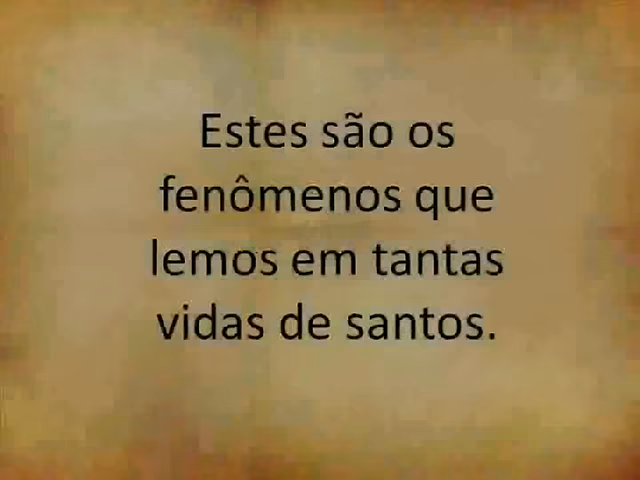 Estes são os
fenômenos que
lemos em tantas
vidas de santos.